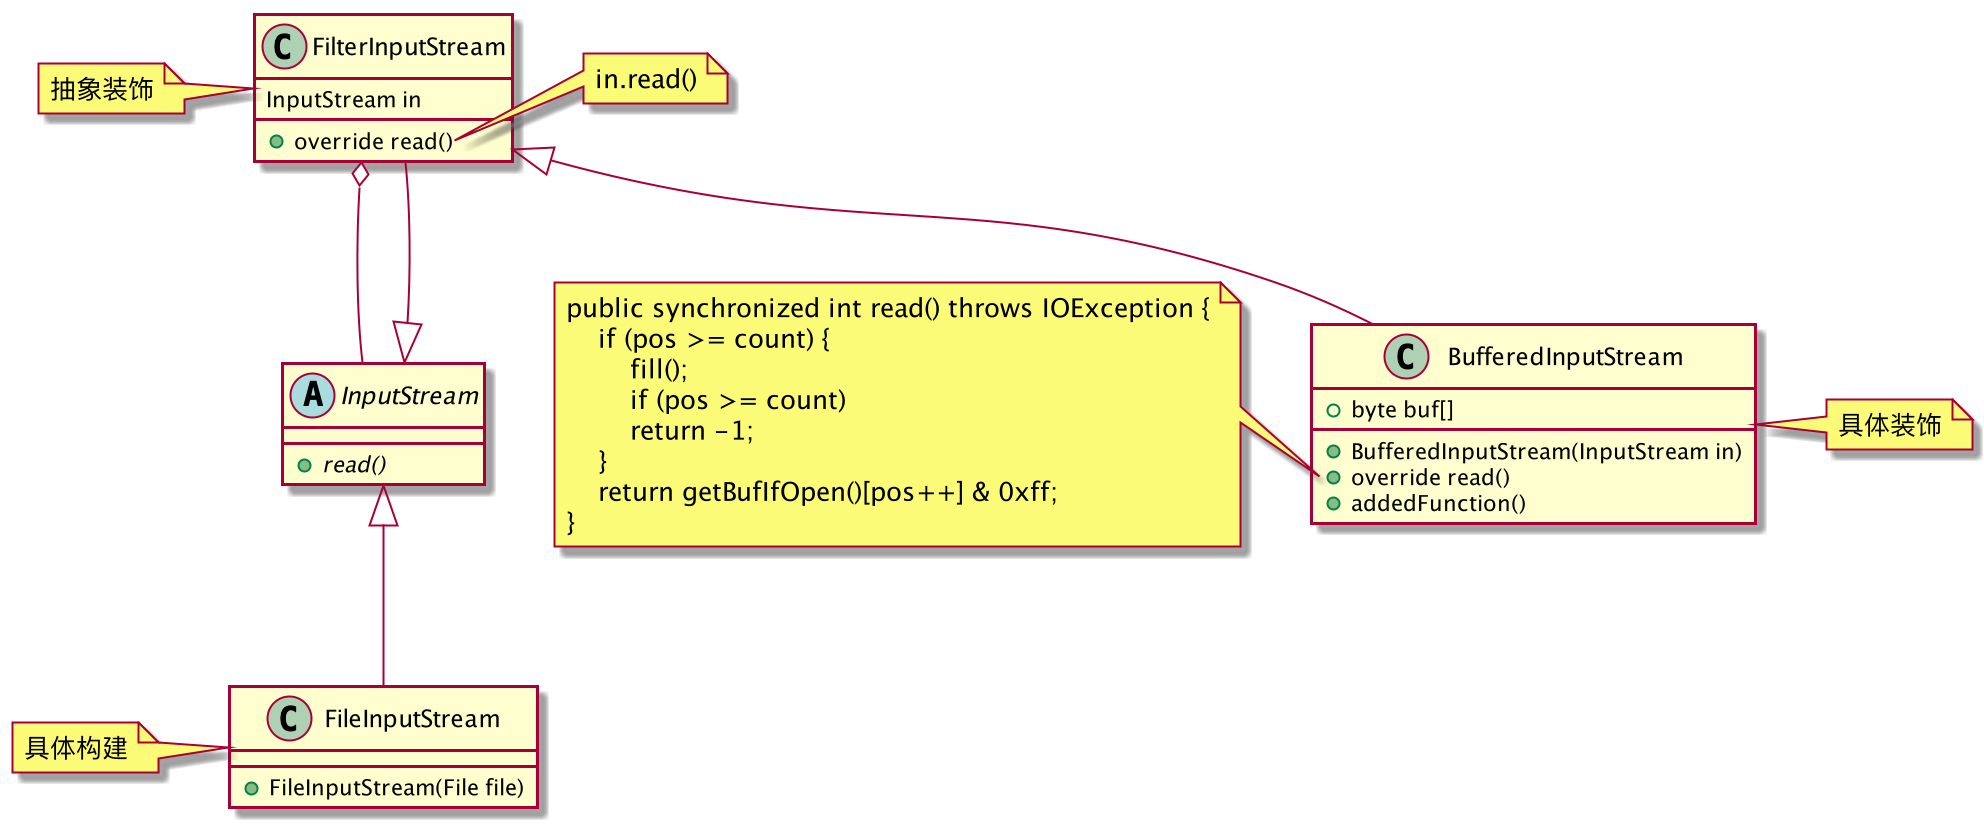 C FilterInputStream
抽象装饰
in.read()
InputStream in
override read()
public synchronized int read() throws IOException {
    if (pos >= count) {
        fill();
        if (pos >= count)
        return -1;
    }
    return getBufIfOpen()[pos++] & 0xff;
}
C BufferedInputStream
byte buf[]
BufferedInputStream(InputStream in)
override read()
addedFunction()
具体装饰
A InputStream
read()
C FileInputStream
具体构建
FileInputStream(File file)